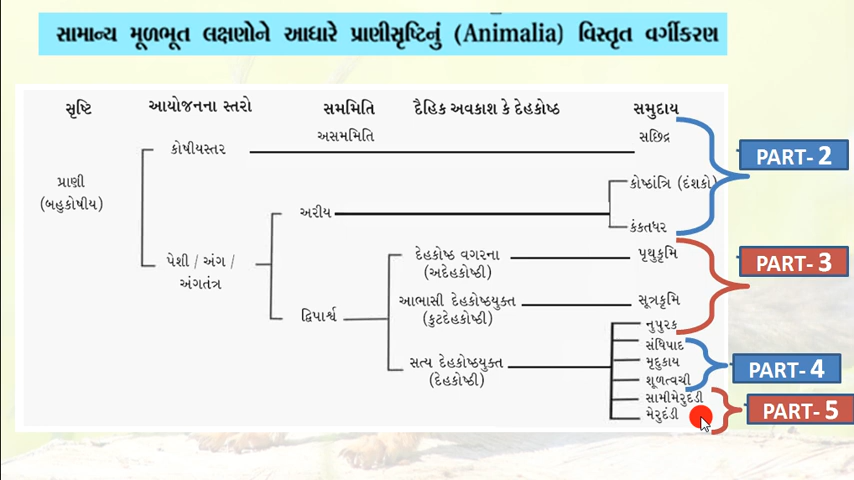 સામાન્ય મૂળભૂત લક્ષણોને આધારે પ્રાણીસૃષ્ટિનું (Animalia) વિસ્તૃત વર્ગીકરણ
સૃષ્ટિ આયોજનના સ્તરો સમમિતિ દૈહિક અવકાશ કે દેહકોષ્ઠ સમુદાય
અસમમિતિ સછિદ્ર
કોષીયસ્તર
PART- 2
પ્રાણી
(બહુકોષીય)
કોષ્ઠાંત્રિ (દંશકો)
અરીય
કંકતધર
પેશી / અંગ /
અંગતંત્ર
દેહકોષ્ઠ વગરના
(અદેહકોષ્ઠી)
પૃથુકૃમિ
PART- 3
આભાસી દેહકોષ્ઠયુક્ત
(કુટદેહકોષ્ઠી)
સૂત્રકૃમિ
દ્વિપાર્શ્વ
નુપુરક
સંધિપાદ
સત્ય દેહકોષ્ઠયુક્ત
(દેહકોષ્ઠી)
મૃદુકાય
PART- 4
શૂળત્વચી
સામીમેરુદંડી
મેરુદંડી
PART- 5